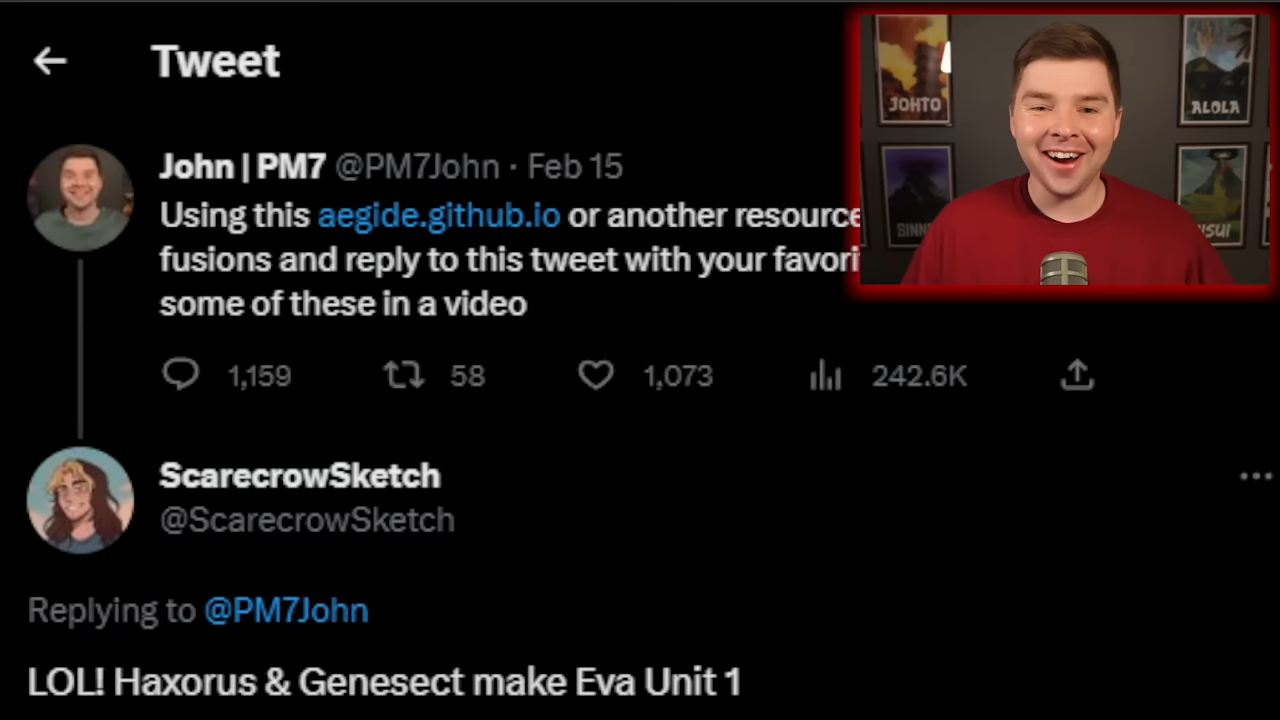 Tweet
John | PM7 @PM7John · Feb 15
Using this aegide.github.io or another resource
fusions and reply to this tweet with your favori
some of these in a video
1,159 58 1,073 242.6K
ScarecrowSketch
@ScarecrowSketch
Replying to @PM7John
LOL! Haxorus & Genesect make Eva Unit 1
JOHTO
ALOLA
SINN
ISUI